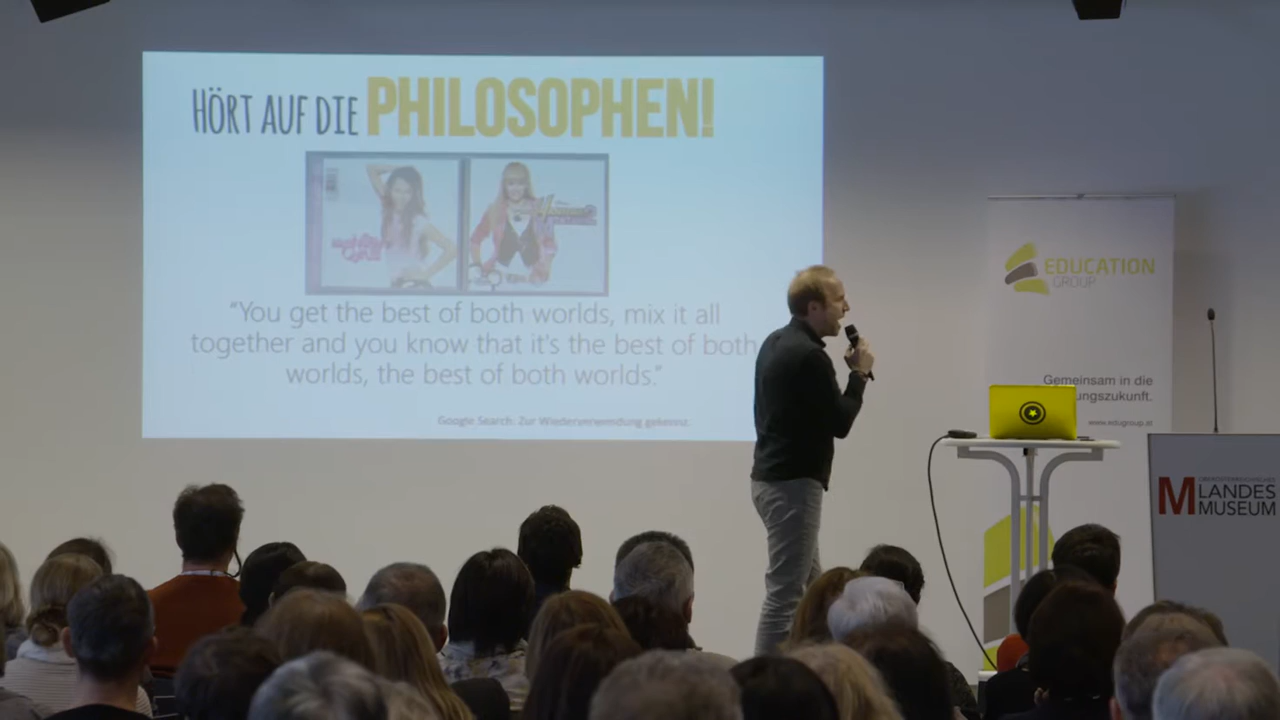 HÖRT AUF DIE PHILOSOPHEN!
"You get the best of both worlds, mix it all
together and you know that it's the best of both
worlds, the best of both worlds."
Google Search: Zur Wiederverwendung gekennz.
EDUCATION
GROUP
Gemeinsam in die
ungszukunft.
www.edugroup.at
M LANDES
MUSEUM